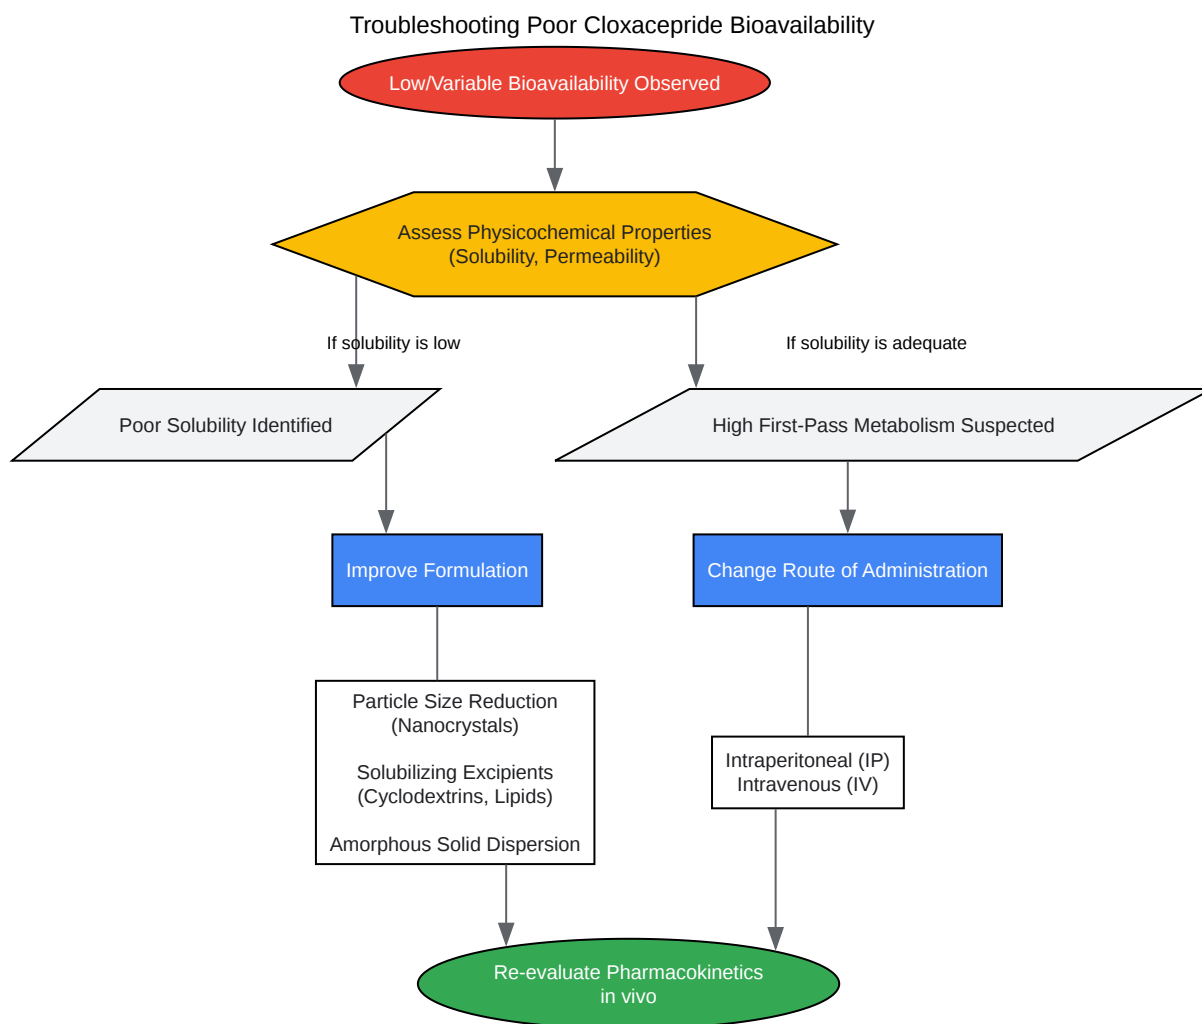 Troubleshooting Poor Cloxacepride Bioavailability
Low/Variable Bioavailability Observed
Assess Physicochemical Properties
(Solubility, Permeability)
If solubility is low
If solubility is adequate
Poor Solubility Identified
High First-Pass Metabolism Suspected
Improve Formulation
Change Route of Administration
Particle Size Reduction
(Nanocrystals)
Solubilizing Excipients
(Cyclodextrins, Lipids)
Amorphous Solid Dispersion
Intraperitoneal (IP)
Intravenous (IV)
Re-evaluate Pharmacokinetics
in vivo